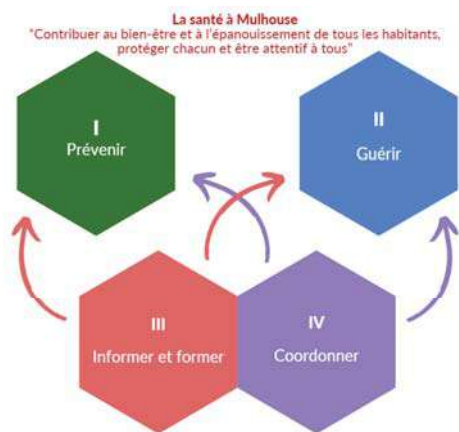 La santé à Mulhouse
"Contribuer au bien-être et à l'épanouissement de tous les habitants,
protéger chacun et être attentif à tous"
I
Prévenir
II
Guérir
III
Informer et former
IV
Coordonner